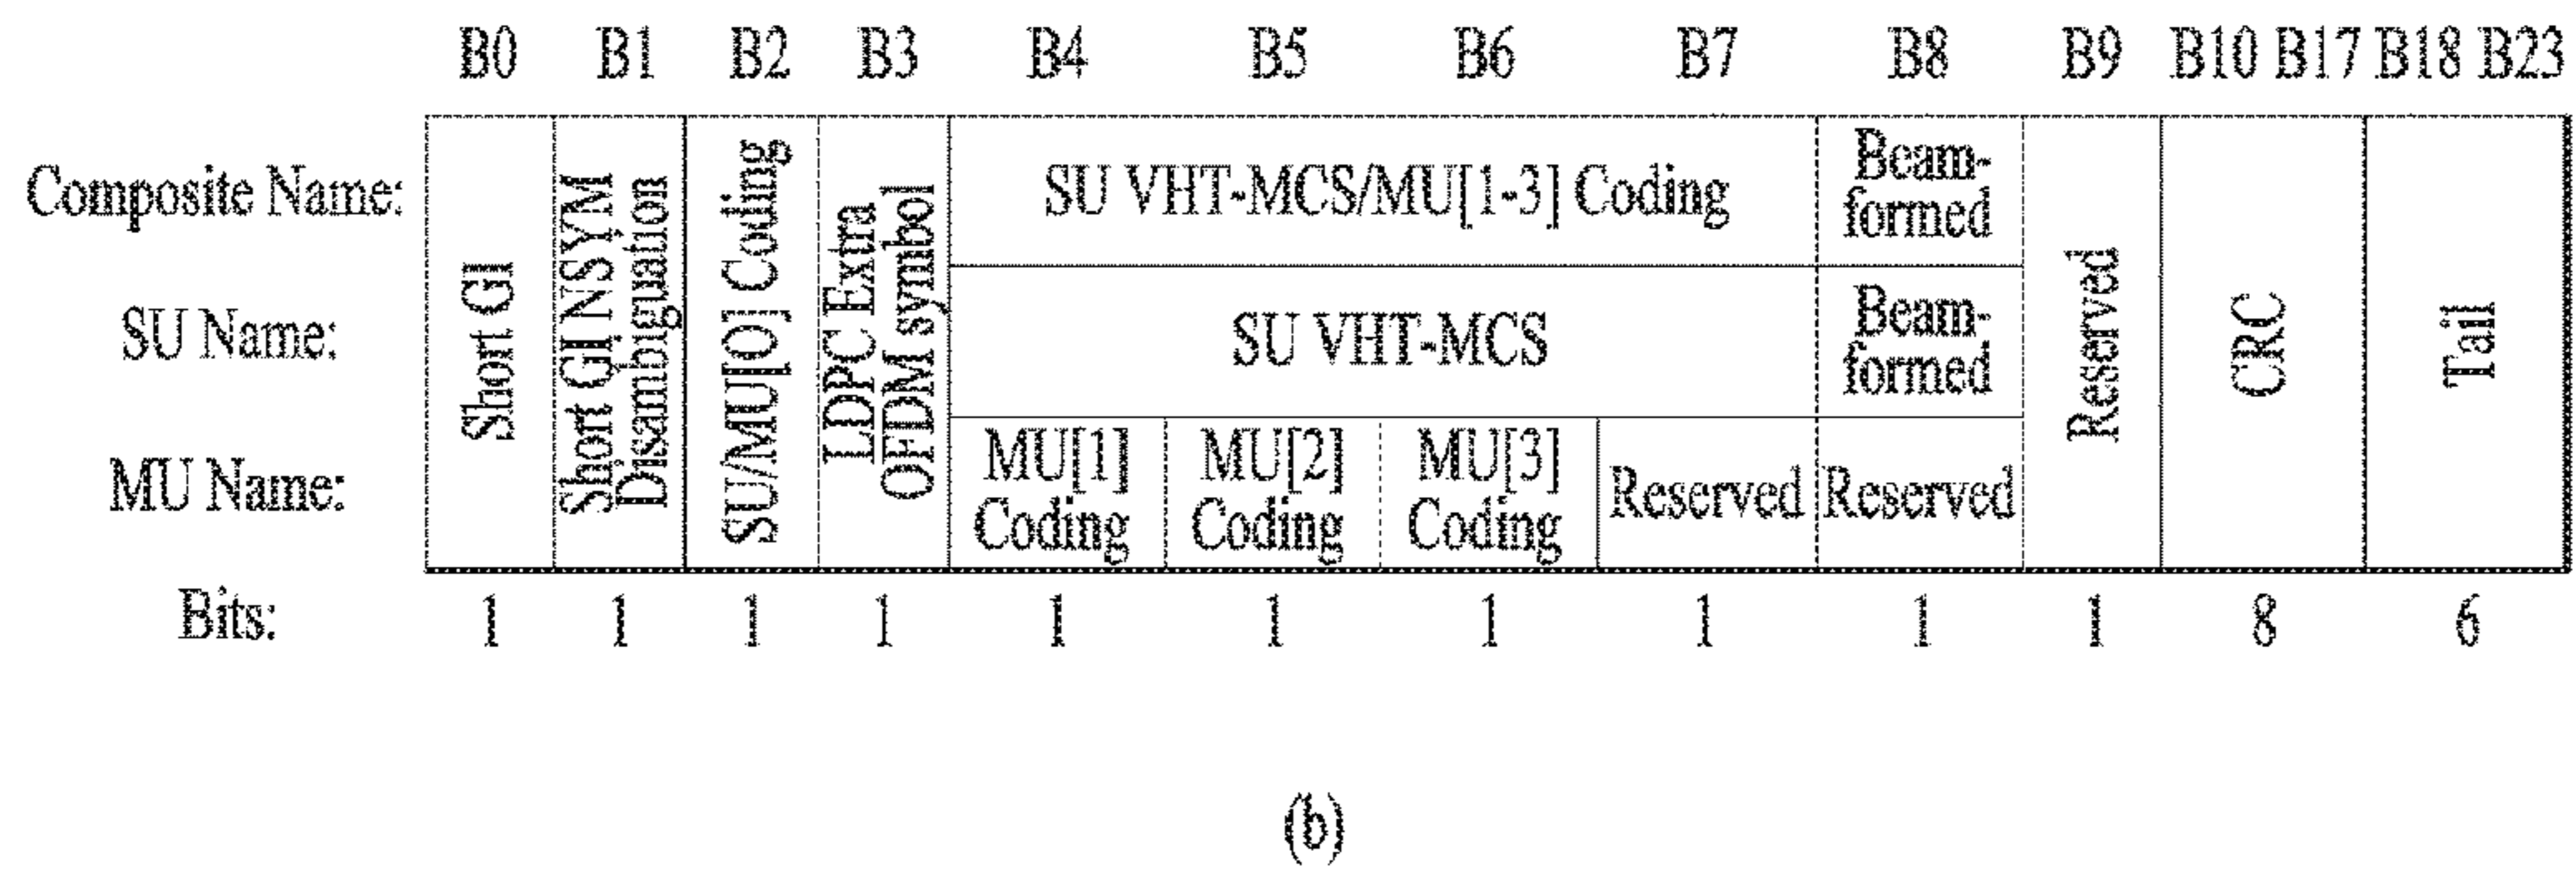 B0 B1 B2 B3 B4 B5 B6 B7 B8 B9 B10 B17 B18 B23
Composite Name:
SU Name:
MU Name:
Short GI
Short GI NSYM
Disambiguation
SU/MU[O] Coding
LDPC Extra
OFDM symbol
SU VHT-MCS/MU[1-3] Coding
Beam-
formed
SU VHT-MCS
Beam-
formed
MU[1]
Coding
MU[2]
Coding
MU[3]
Coding
Reserved
Reserved
Reserved
CRC
Tail
Bits: 1 1 1 1 1 1 1 1 1 1 8 6
(b)